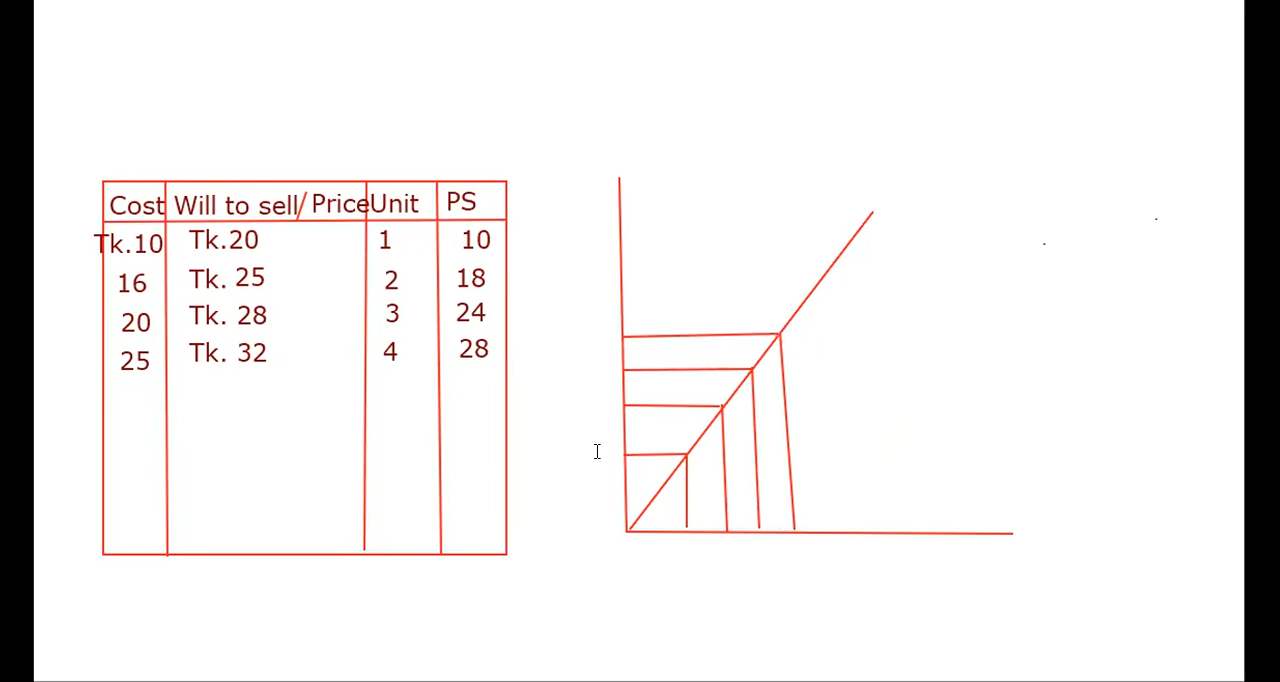 Cost Will to sell/ Price Unit PS
Tk.10 Tk.20 1 10
16 Tk. 25 2 18
20 Tk. 28 3 24
25 Tk. 32 4 28